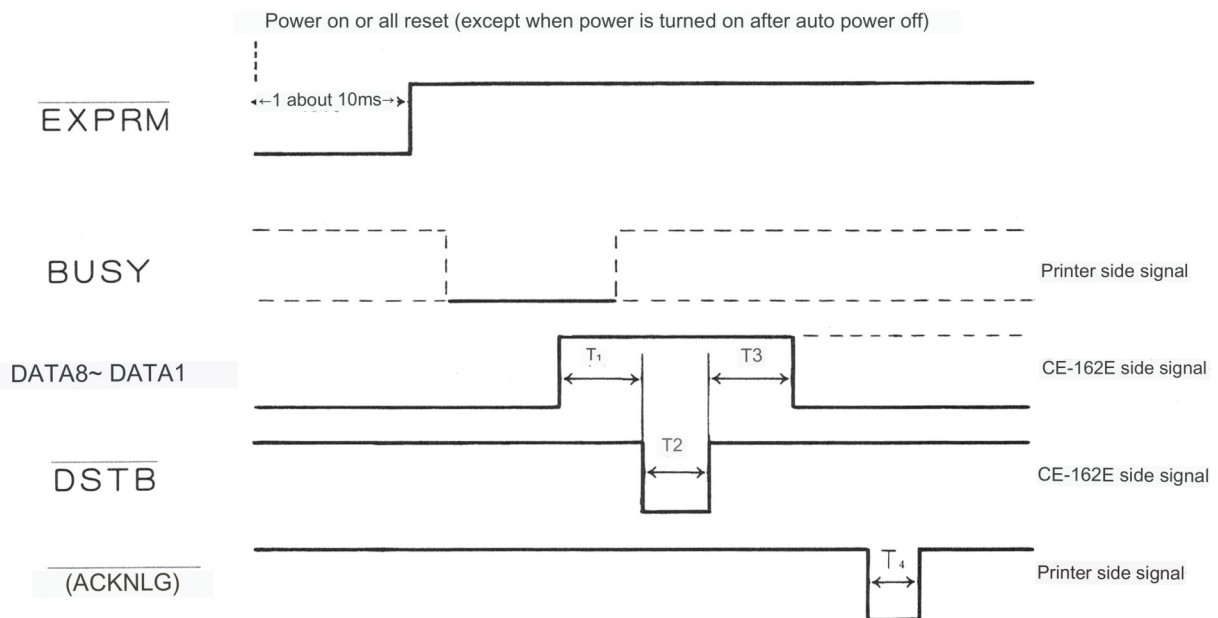 Power on or all reset (except when power is turned on after auto power off)
←1 about 10ms→
EXPRM
BUSY
Printer side signal
T₁
T3
DATA8~ DATA1
CE-162E side signal
T2
DSTB
CE-162E side signal
T₄
(ACKNLG)
Printer side signal